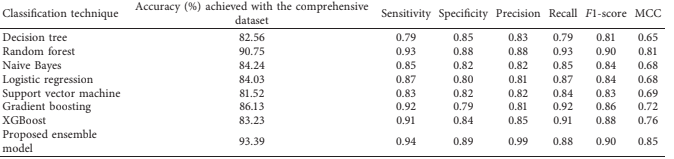 Classification technique Accuracy (%) achieved with the comprehensive dataset Sensitivity Specificity Precision Recall F1-score MCC
Decision tree 82.56 0.79 0.85 0.83 0.79 0.81 0.65
Random forest 90.75 0.93 0.88 0.88 0.93 0.90 0.81
Naive Bayes 84.24 0.85 0.82 0.82 0.85 0.84 0.68
Logistic regression 84.03 0.87 0.80 0.81 0.87 0.84 0.68
Support vector machine 81.52 0.83 0.82 0.82 0.84 0.83 0.69
Gradient boosting 86.13 0.92 0.79 0.81 0.92 0.86 0.72
XGBoost 83.23 0.91 0.84 0.85 0.91 0.88 0.76
Proposed ensemble model 93.39 0.94 0.89 0.99 0.88 0.90 0.85